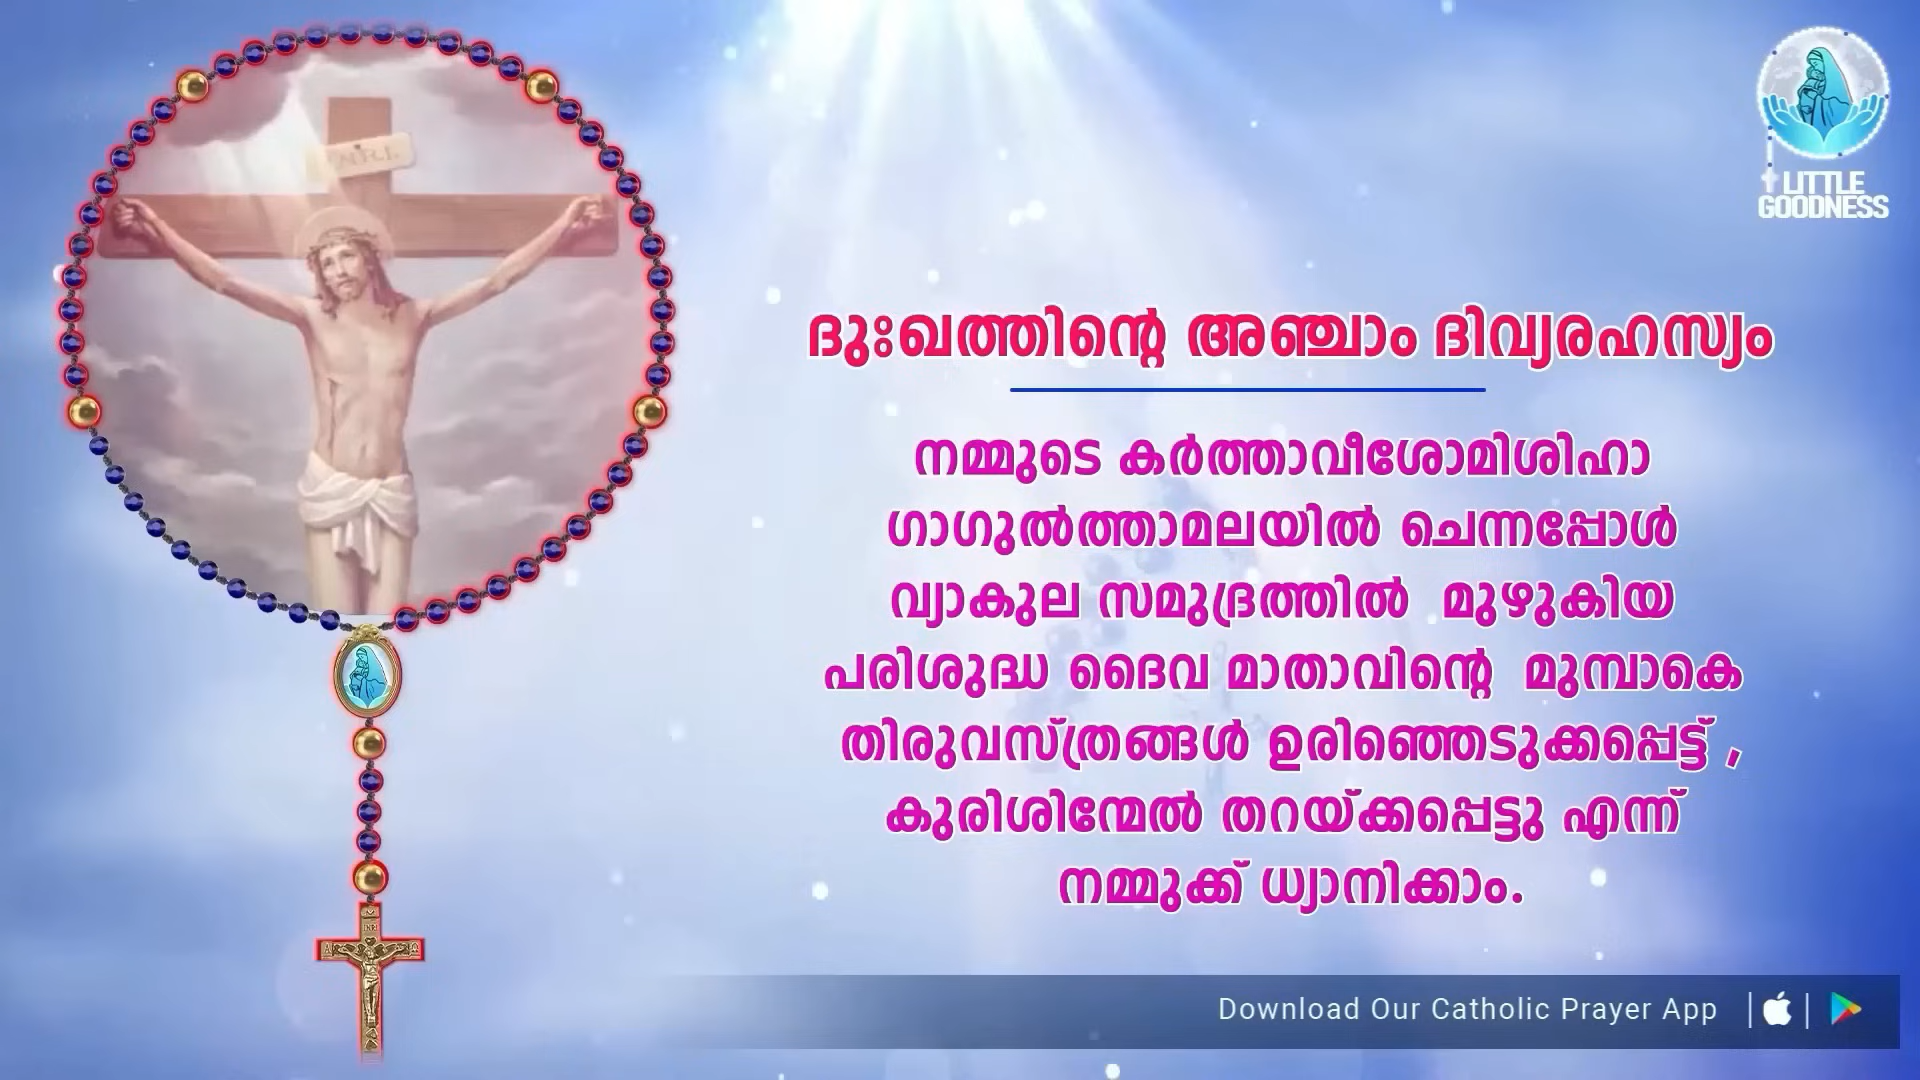 I.N.R.I.
LITTLE
GOODNESS
ദുഃഖത്തിന്റെ അഞ്ചാം ദിവ്യരഹസ്യം
നമ്മുടെ കർത്താവീശോമിശിഹാ
ഗാഗുൽത്താമലയിൽ ചെന്നപ്പോൾ
വ്യാകുല സമുദ്രത്തിൽ മുഴുകിയ
പരിശുദ്ധ ദൈവ മാതാവിന്റെ മുമ്പാകെ
തിരുവസ്ത്രങ്ങൾ ഉരിഞ്ഞെടുക്കപ്പെട്ട് ,
കുരിശിന്മേൽ തറയ്ക്കപ്പെട്ടു എന്ന്
നമ്മുക്ക് ധ്യാനിക്കാം.
INRI
Download Our Catholic Prayer App